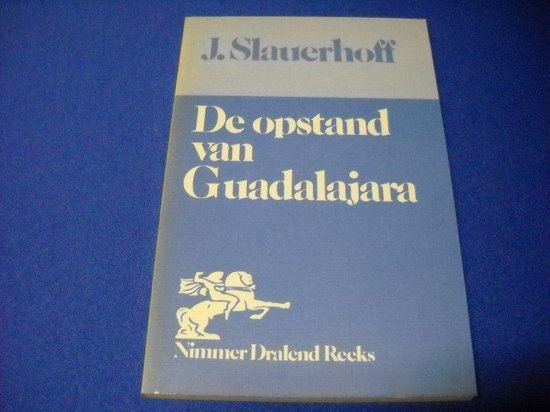 J. Slauerhoff
De opstand
van
Guadalajara
Nimmer Dralend Reeks